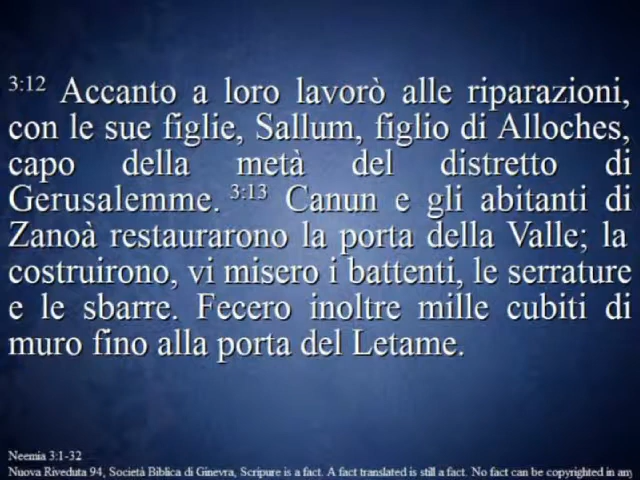 3:12 Accanto a loro lavorò alle riparazioni,
con le sue figlie, Sallum, figlio di Alloches,
capo della metà del distretto di
Gerusalemme. 3:13 Canun e gli abitanti di
Zanoà restaurarono la porta della Valle; la
costruirono, vi misero i battenti, le serrature
e le sbarre. Fecero inoltre mille cubiti di
muro fino alla porta del Letame.
Neemia 3:1-32
Nuova Riveduta 94, Società Biblica di Ginevra, Scripure is a fact. A fact translated is still a fact. No fact can be copyrighted in any